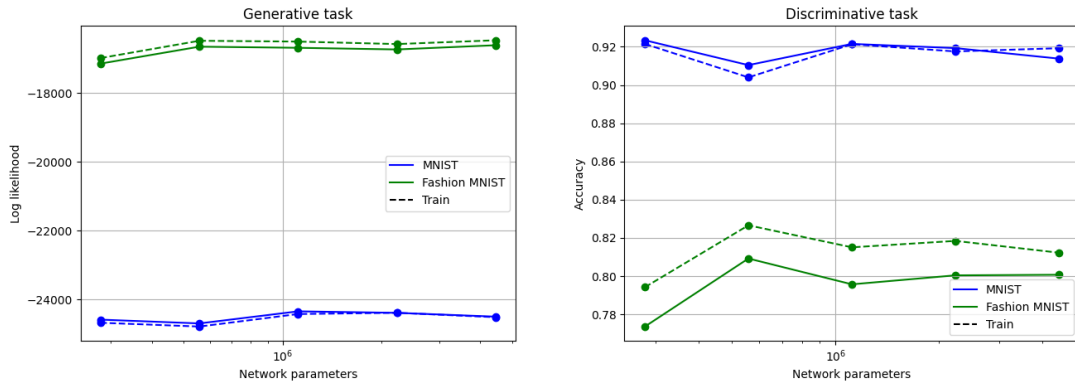 Generative task
−18000
−20000
−22000
−24000
Log likelihood
MNIST
Fashion MNIST
Train
10^6
Network parameters
Discriminative task
0.92
0.90
0.88
0.86
0.84
0.82
0.80
0.78
Accuracy
MNIST
Fashion MNIST
Train
10^6
Network parameters